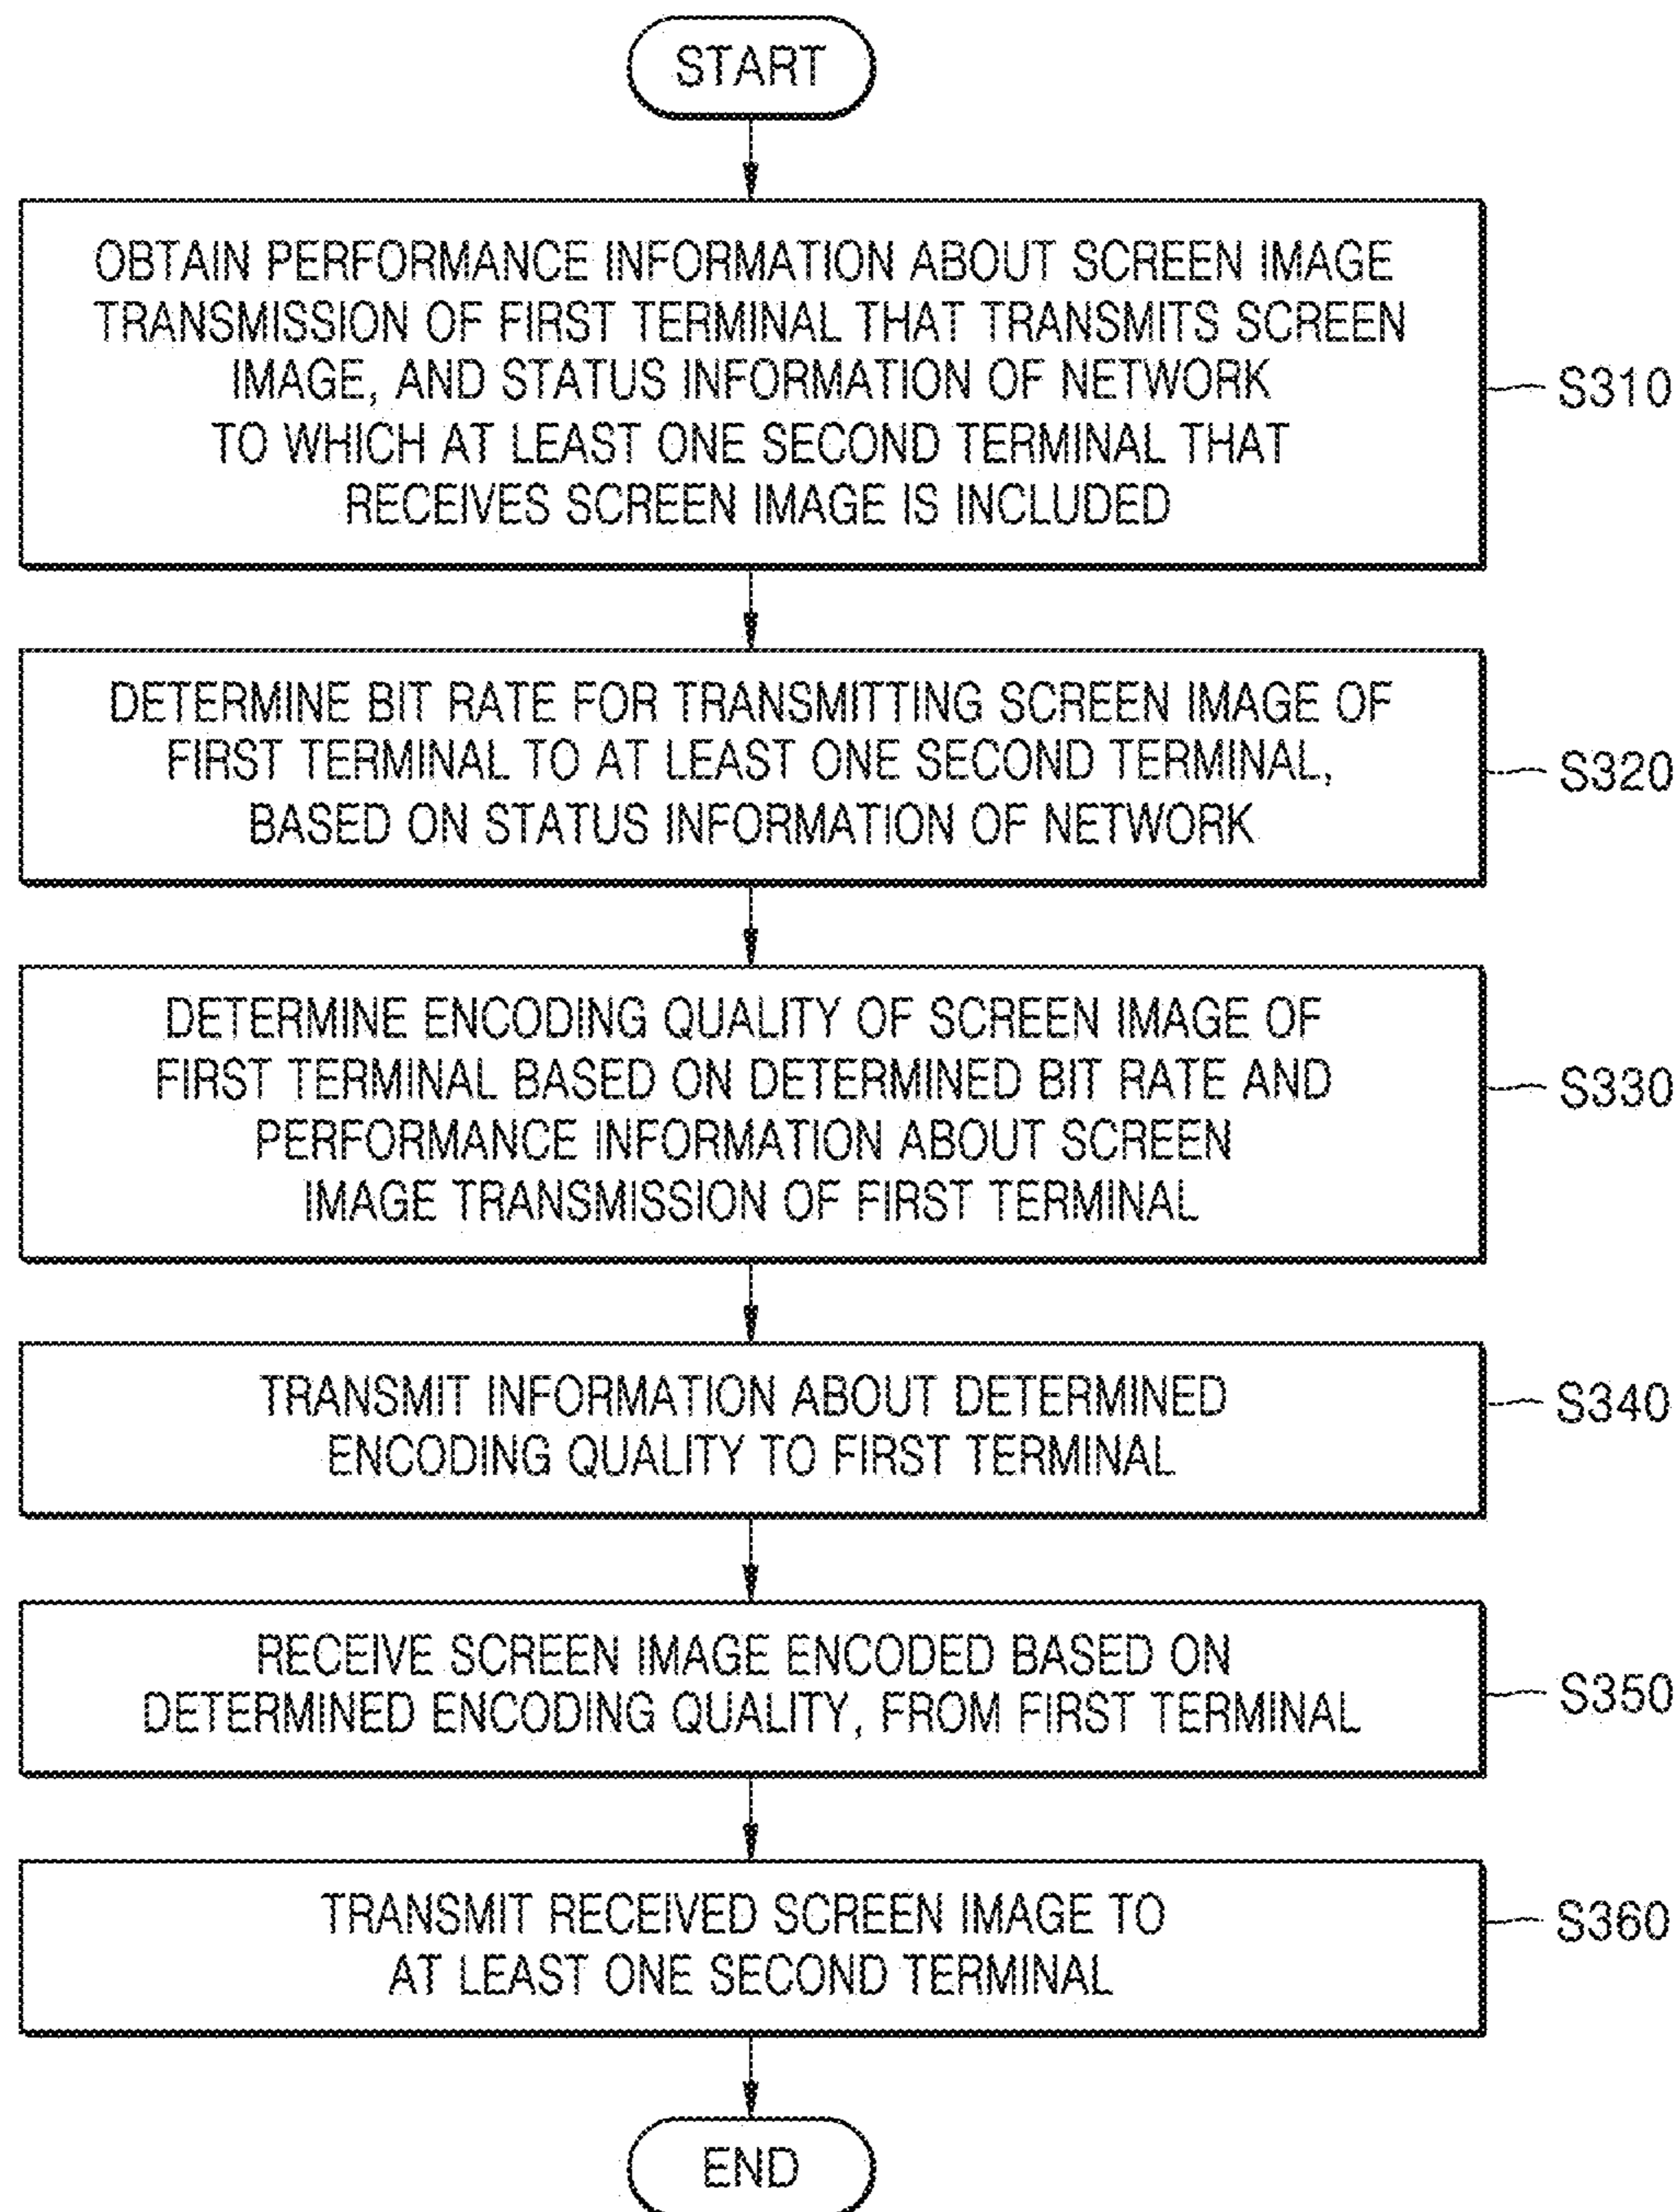 START
OBTAIN PERFORMANCE INFORMATION ABOUT SCREEN IMAGE
TRANSMISSION OF FIRST TERMINAL THAT TRANSMITS SCREEN
IMAGE, AND STATUS INFORMATION OF NETWORK
TO WHICH AT LEAST ONE SECOND TERMINAL THAT
RECEIVES SCREEN IMAGE IS INCLUDED
S310
DETERMINE BIT RATE FOR TRANSMITTING SCREEN IMAGE OF
FIRST TERMINAL TO AT LEAST ONE SECOND TERMINAL,
BASED ON STATUS INFORMATION OF NETWORK
S320
DETERMINE ENCODING QUALITY OF SCREEN IMAGE OF
FIRST TERMINAL BASED ON DETERMINED BIT RATE AND
PERFORMANCE INFORMATION ABOUT SCREEN
IMAGE TRANSMISSION OF FIRST TERMINAL
S330
TRANSMIT INFORMATION ABOUT DETERMINED
ENCODING QUALITY TO FIRST TERMINAL
S340
RECEIVE SCREEN IMAGE ENCODED BASED ON
DETERMINED ENCODING QUALITY, FROM FIRST TERMINAL
S350
TRANSMIT RECEIVED SCREEN IMAGE TO
AT LEAST ONE SECOND TERMINAL
S360
END